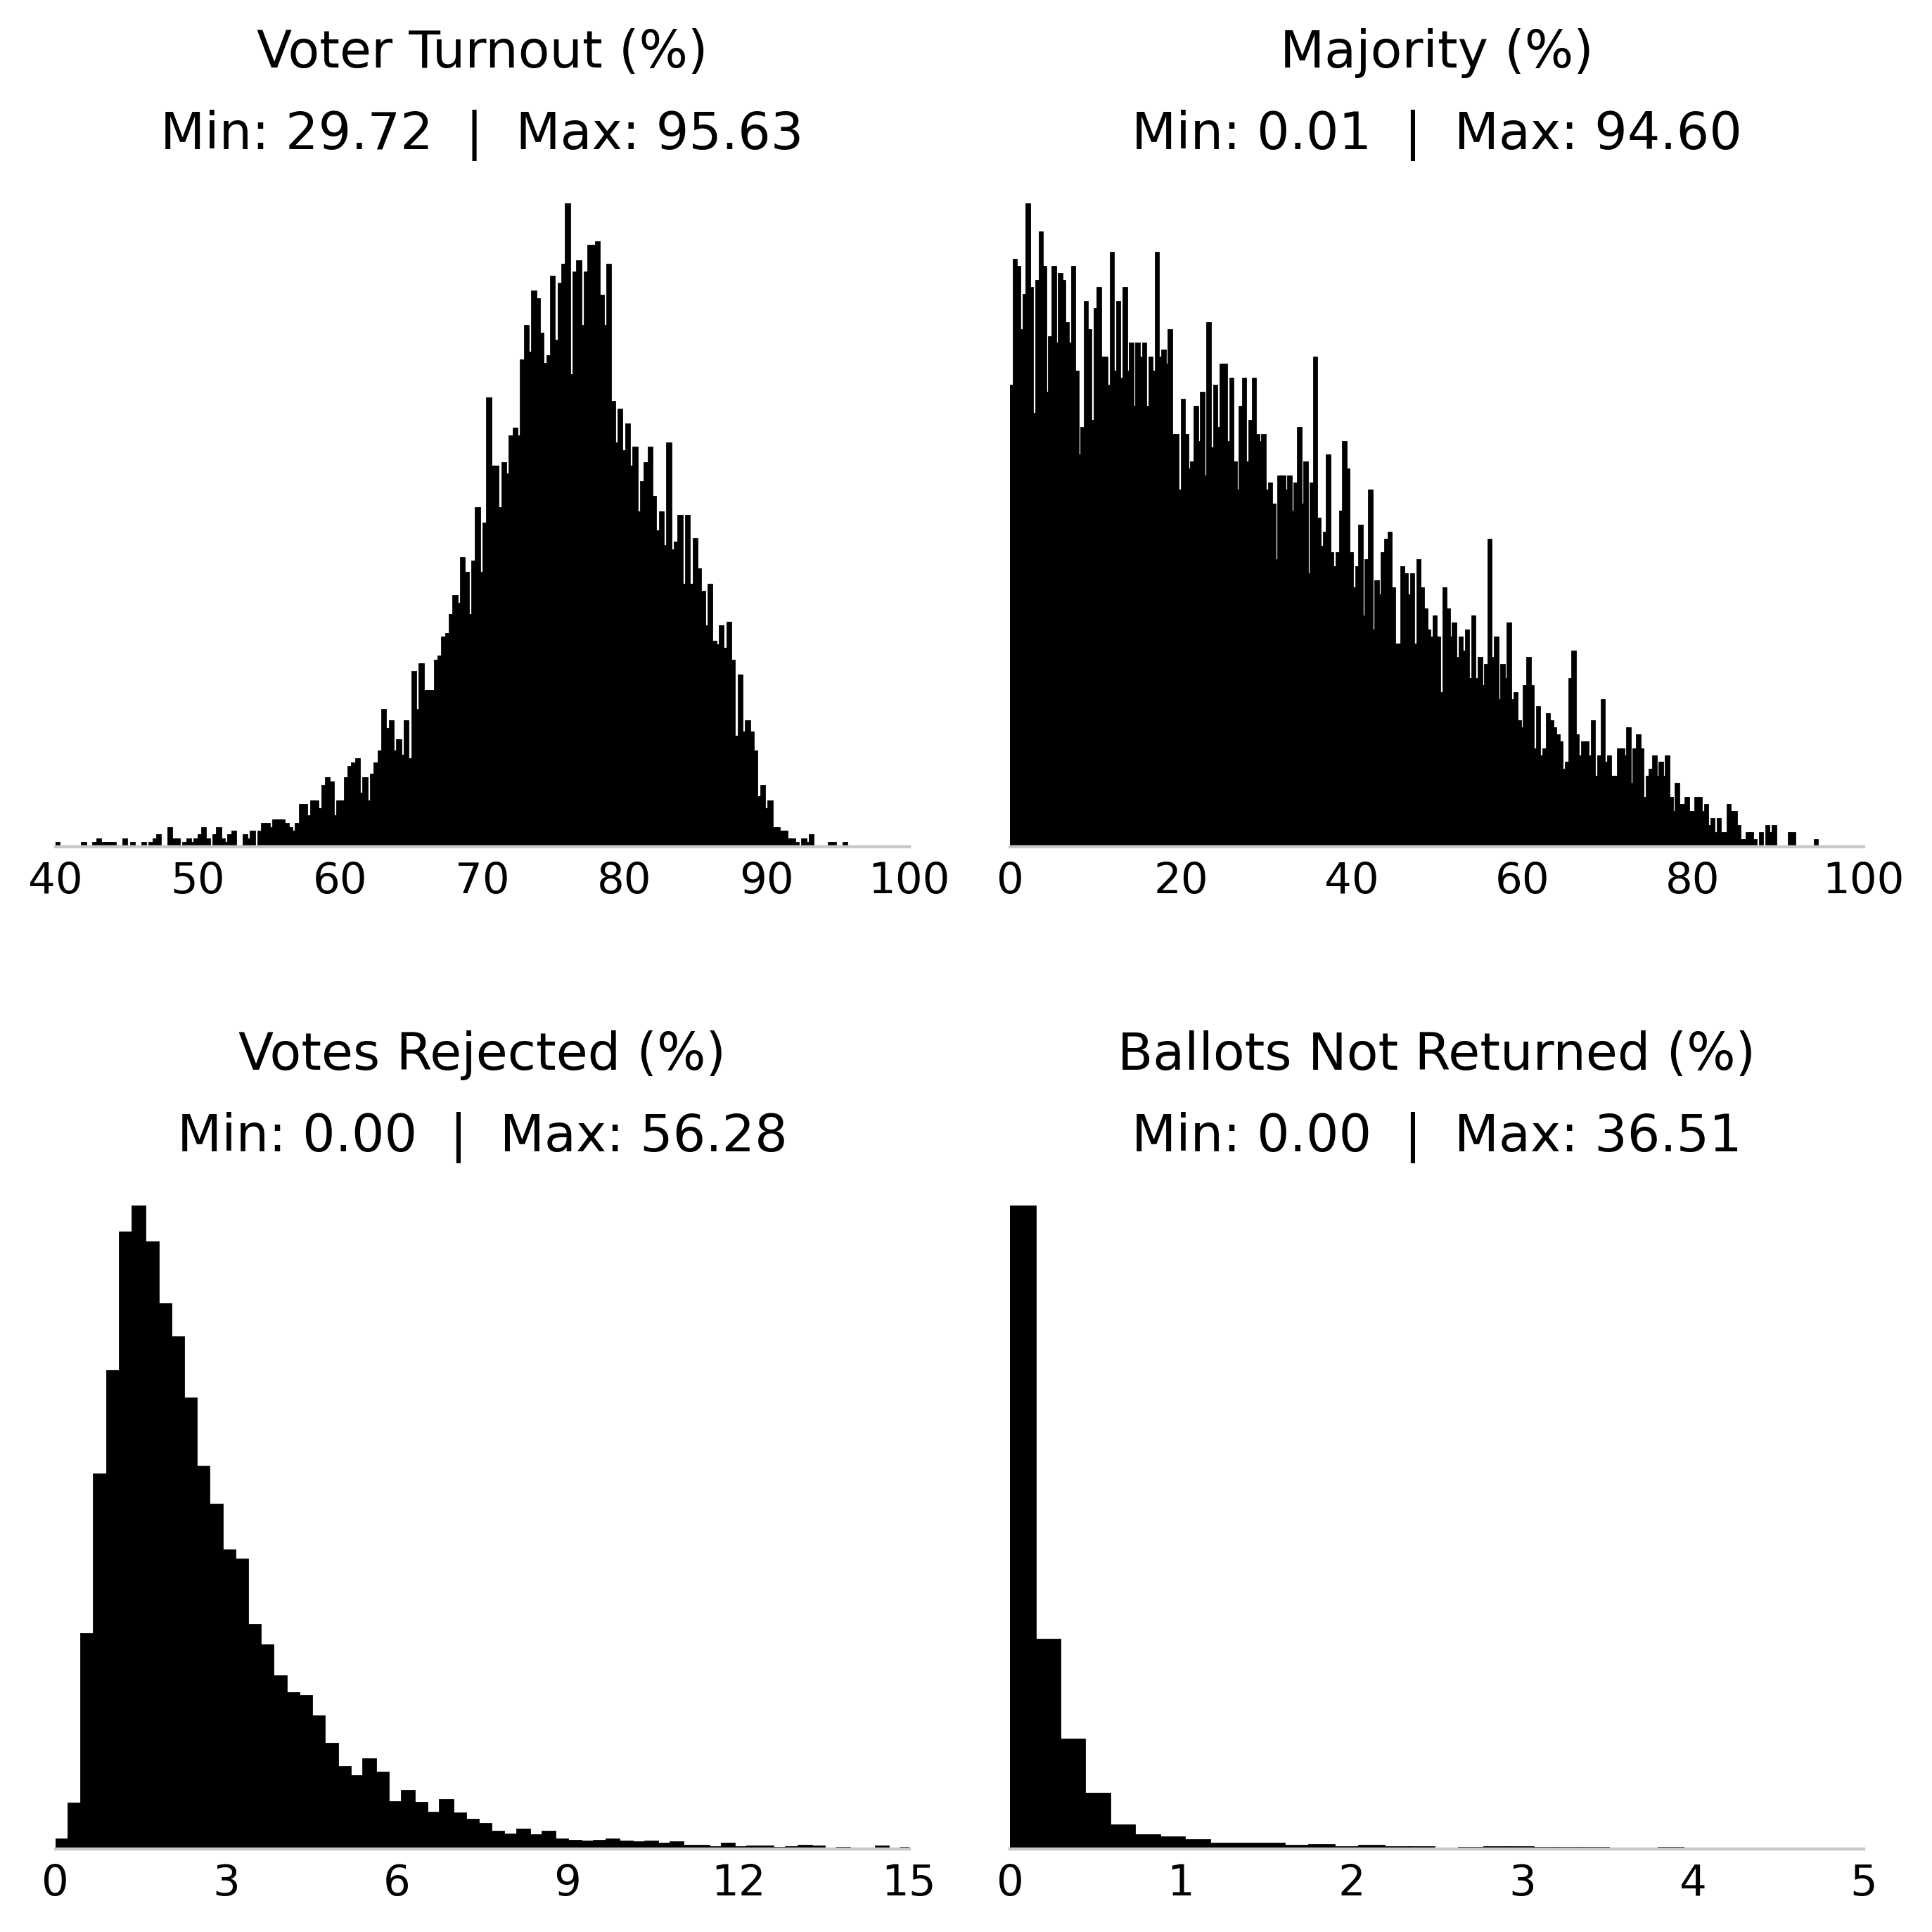 Voter Turnout (%)
Min: 29.72 | Max: 95.63
40 50 60 70 80 90 100
Majority (%)
Min: 0.01 | Max: 94.60
0 20 40 60 80 100
Votes Rejected (%)
Min: 0.00 | Max: 56.28
0 3 6 9 12 15
Ballots Not Returned (%)
Min: 0.00 | Max: 36.51
0 1 2 3 4 5